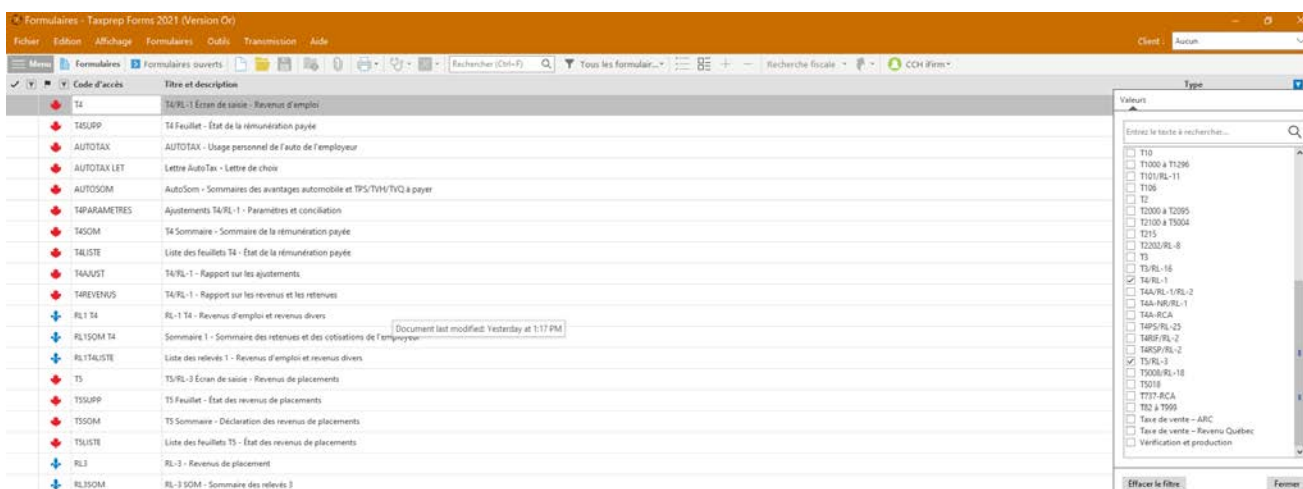 Formulaires - Taxprep Forms 2021 (Version Or)
Fichier Edition Affichage Formulaires Outils Transmission Aide Client : Aucun
Menu Formulaires Formulaires ouverts Rechercher (Ctrl+F) Tous les formulair... Recherche fiscale CCH iFirm
Code d'accès Titre et description Type
T4 T4/RL-1 Écran de saisie - Revenus d'emploi
T4SUPP T4 Feuillet - État de la rémunération payée
AUTOTAX AUTOTAX - Usage personnel de l'auto de l'employeur
AUTOTAX LET Lettre AutoTax - Lettre de choix
AUTOSOM AutoSom - Sommaires des avantages automobile et TPS/TVH/TVQ à payer
T4PARAMETRES Ajustements T4/RL-1 - Paramètres et conciliation
T4SOM T4 Sommaire - Sommaire de la rémunération payée
T4LISTE Liste des feuillets T4 - État de la rémunération payée
T4AJUST T4/RL-1 - Rapport sur les ajustements
T4REVENUS T4/RL-1 - Rapport sur les revenus et les retenues
RL1 T4 RL-1 T4 - Revenus d'emploi et revenus divers
Document last modified: Yesterday at 1:17 PM
RL1SOM T4 Sommaire 1 - Sommaire des retenues et des cotisations de l'employeur
RL1T4LISTE Liste des relevés 1 - Revenus d'emploi et revenus divers
T5 T5/RL-3 Écran de saisie - Revenus de placements
T5SUPP T5 Feuillet - État des revenus de placements
T5SOM T5 Sommaire - Déclaration des revenus de placements
T5LISTE Liste des feuillets T5 - État des revenus de placements
RL3 RL-3 - Revenus de placement
RL3SOM RL-3 SOM - Sommaire des relevés 3
Valeurs
Entrez le texte à rechercher...
T10
T1000 à T1296
T101/RL-11
T106
T2
T2000 à T2095
T2100 à T5004
T215
T2202/RL-8
T3
T3/RL-16
T4/RL-1
T4A/RL-1/RL-2
T4A-NR/RL-1
T4A-RCA
T4PS/RL-25
T4RIF/RL-2
T4RSP/RL-2
T5/RL-3
T5008/RL-18
T5018
T737-RCA
T82 à T999
Taxe de vente – ARC
Taxe de vente – Revenu Québec
Vérification et production
Effacer le filtre Fermer